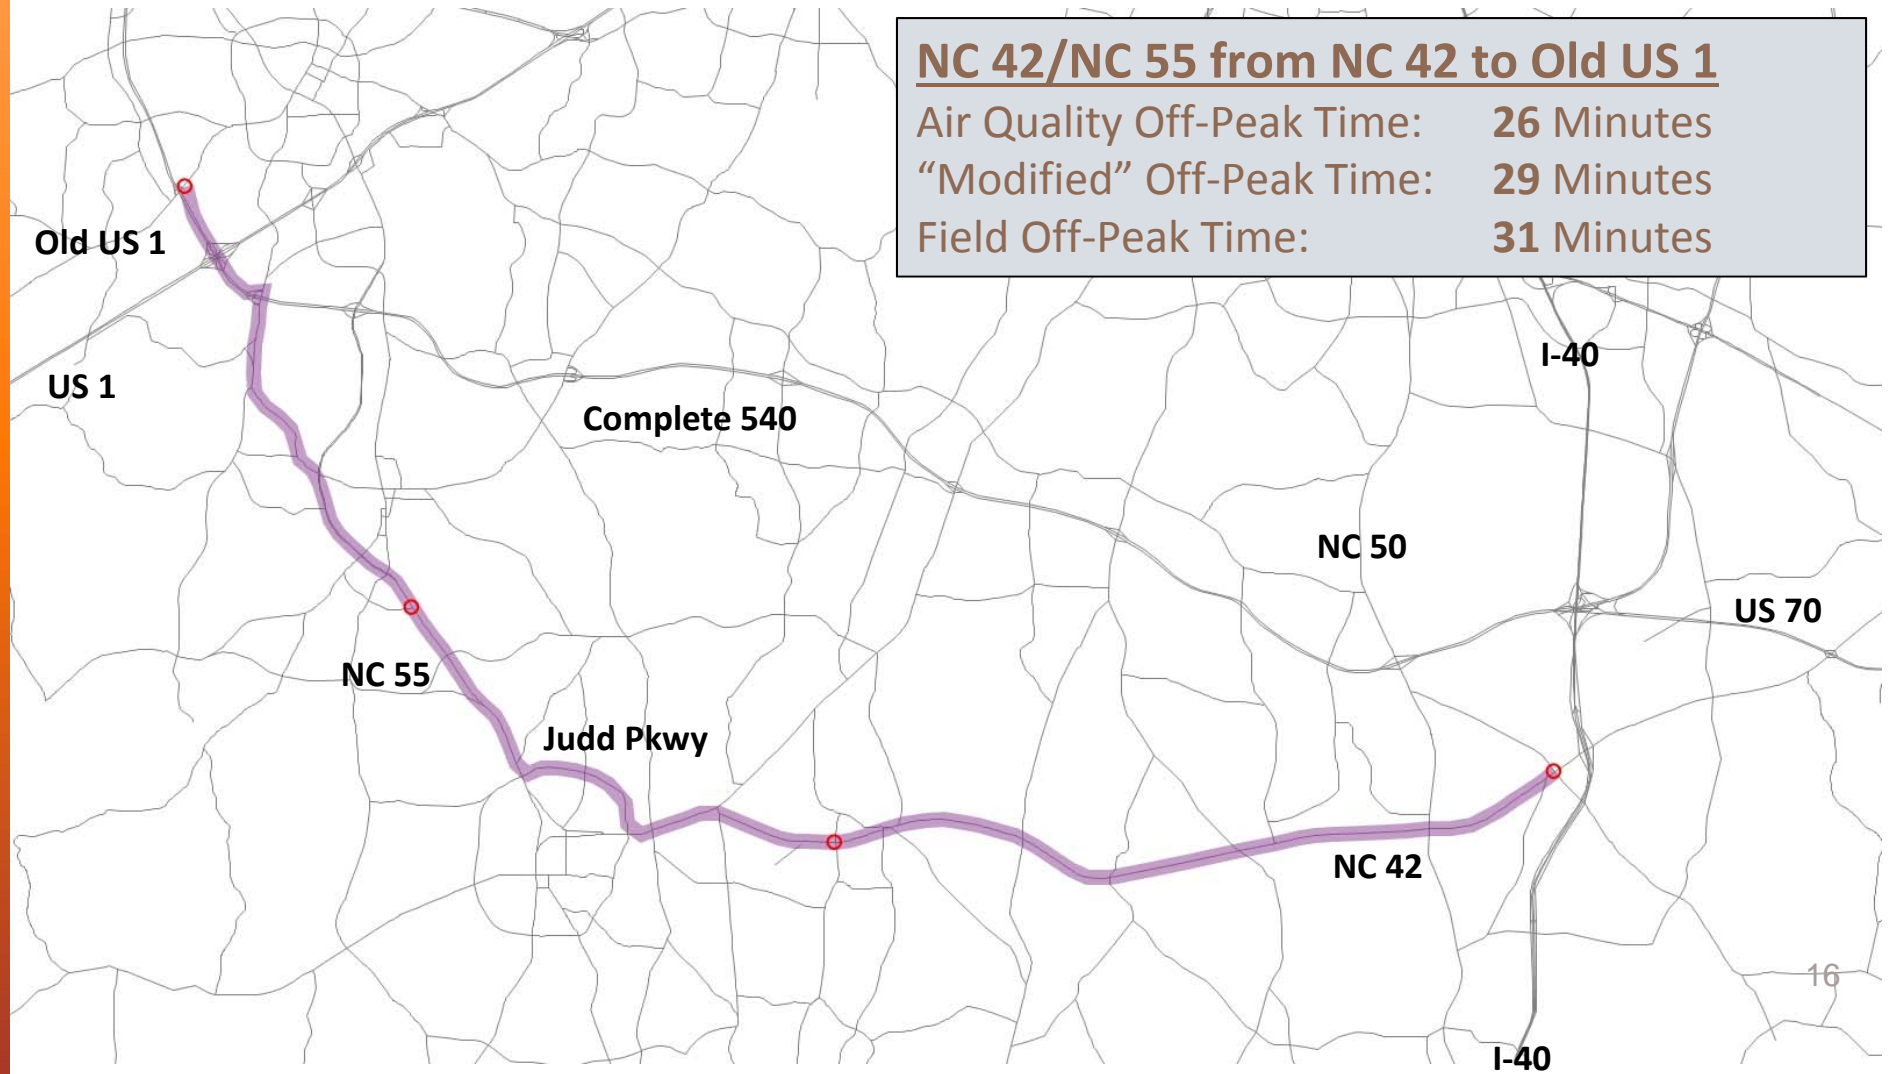 NC 42/NC 55 from NC 42 to Old US 1
Air Quality Off-Peak Time: 26 Minutes
“Modified” Off-Peak Time: 29 Minutes
Field Off-Peak Time: 31 Minutes
Old US 1
I-40
US 1
Complete 540
NC 50
US 70
NC 55
Judd Pkwy
NC 42
16
I-40